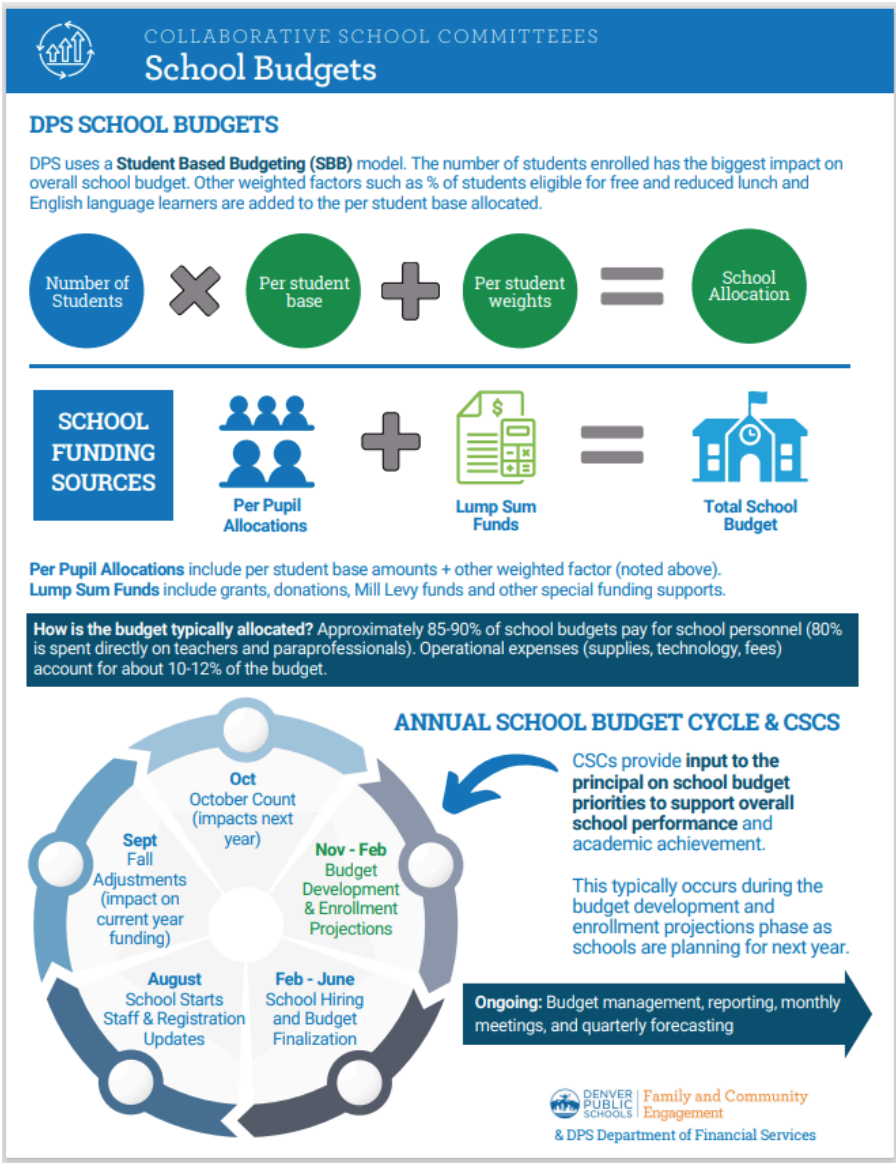 COLLABORATIVE SCHOOL COMMITTEEES
School Budgets
DPS SCHOOL BUDGETS
DPS uses a Student Based Budgeting (SBB) model. The number of students enrolled has the biggest impact on
overall school budget. Other weighted factors such as % of students eligible for free and reduced lunch and
English language learners are added to the per student base allocated.
Number of
Students
Per student
base
Per student
weights
School
Allocation
SCHOOL
FUNDING
SOURCES
$
Per Pupil
Allocations
Lump Sum
Funds
Total School
Budget
Per Pupil Allocations include per student base amounts + other weighted factor (noted above).
Lump Sum Funds include grants, donations, Mill Levy funds and other special funding supports.
How is the budget typically allocated? Approximately 85-90% of school budgets pay for school personnel (80%
is spent directly on teachers and paraprofessionals). Operational expenses (supplies, technology, fees)
account for about 10-12% of the budget.
ANNUAL SCHOOL BUDGET CYCLE & CSCS
Oct
October Count
(impacts next
year)
Nov - Feb
Budget
Development
& Enrollment
Projections
Feb - June
School Hiring
and Budget
Finalization
August
School Starts
Staff & Registration
Updates
Sept
Fall
Adjustments
(impact on
current year
funding)
CSCs provide input to the
principal on school budget
priorities to support overall
school performance and
academic achievement.
This typically occurs during the
budget development and
enrollment projections phase as
schools are planning for next year.
Ongoing: Budget management, reporting, monthly
meetings, and quarterly forecasting
DENVER
PUBLIC
SCHOOLS
Family and Community
Engagement
& DPS Department of Financial Services